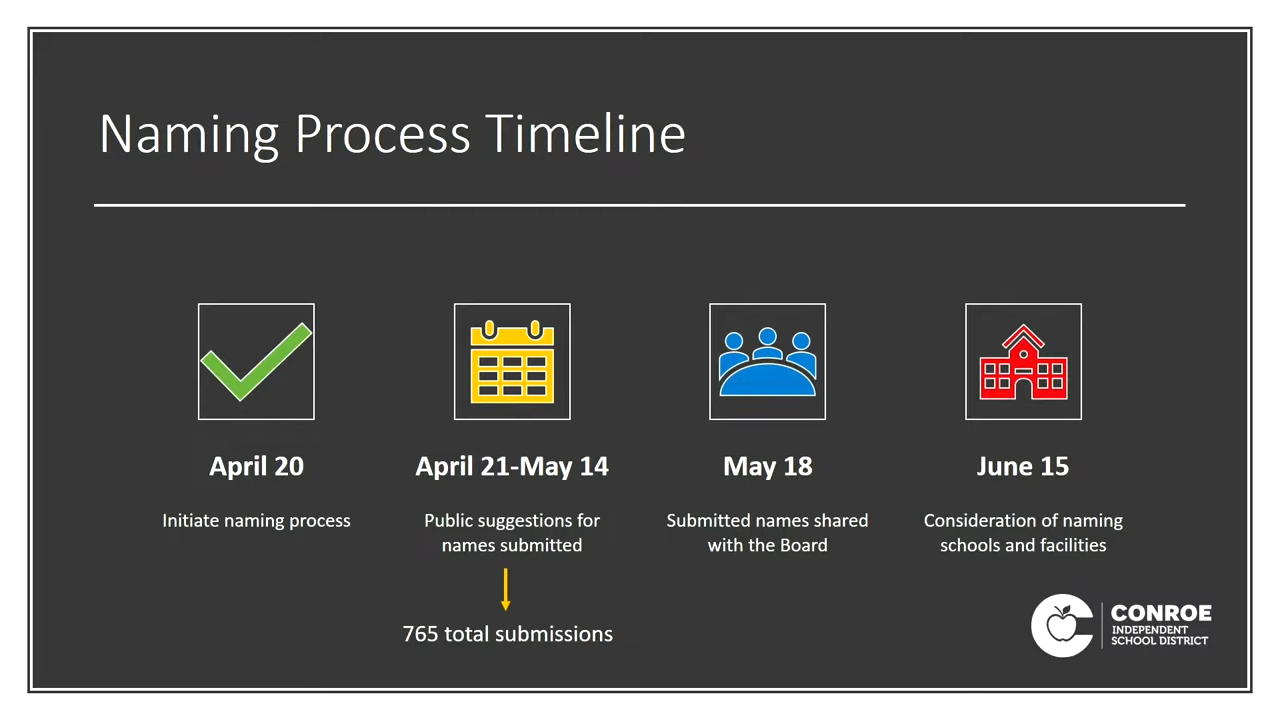 Naming Process Timeline
April 20
Initiate naming process
April 21-May 14
Public suggestions for
names submitted
765 total submissions
May 18
Submitted names shared
with the Board
June 15
Consideration of naming
schools and facilities
CONROE
INDEPENDENT
SCHOOL DISTRICT